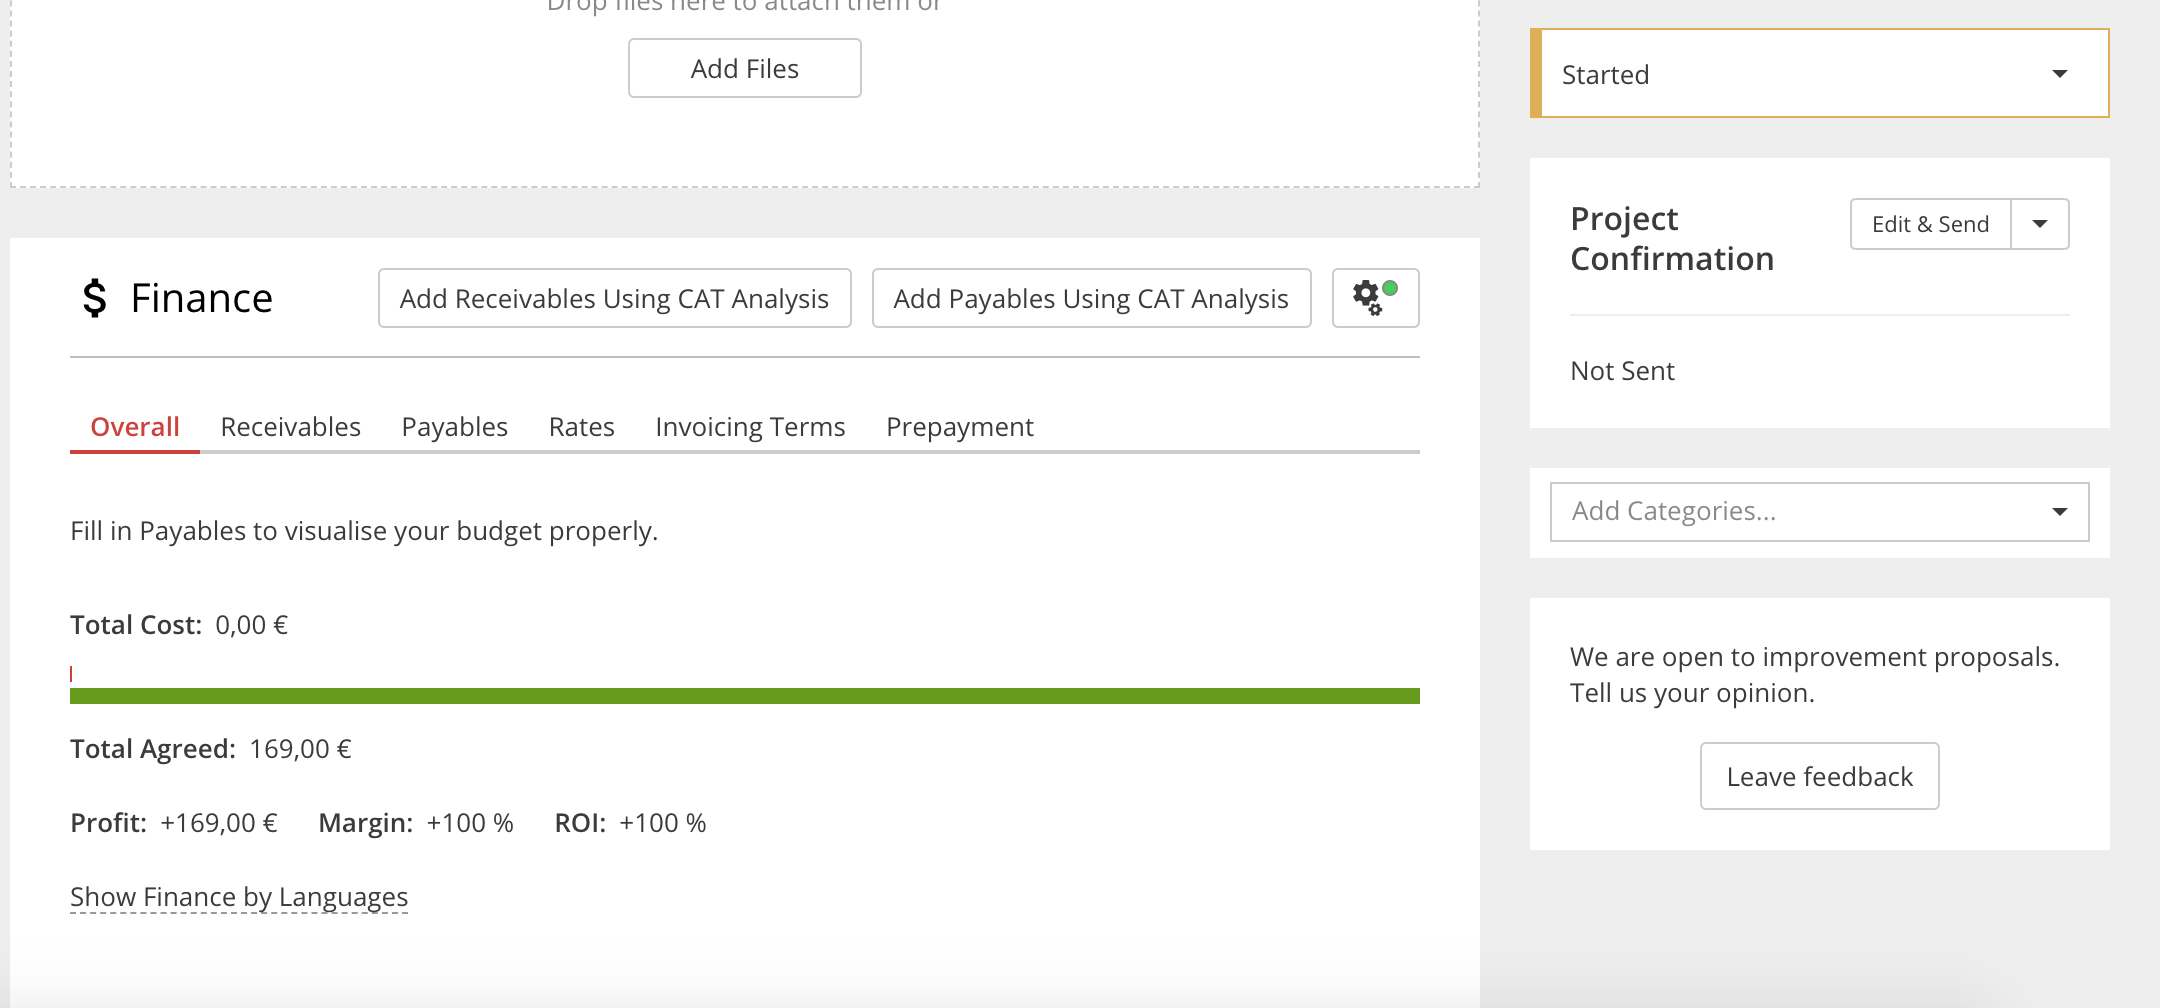 Drop files here to attach them or
Add Files
Finance
Add Receivables Using CAT Analysis
Add Payables Using CAT Analysis
Overall
Receivables
Payables
Rates
Invoicing Terms
Prepayment
Fill in Payables to visualise your budget properly.
Total Cost: 0,00 €
Total Agreed: 169,00 €
Profit: +169,00 € Margin: +100 % ROI: +100 %
Show Finance by Languages
Started
Project
Confirmation
Edit & Send
Not Sent
Add Categories...
We are open to improvement proposals.
Tell us your opinion.
Leave feedback